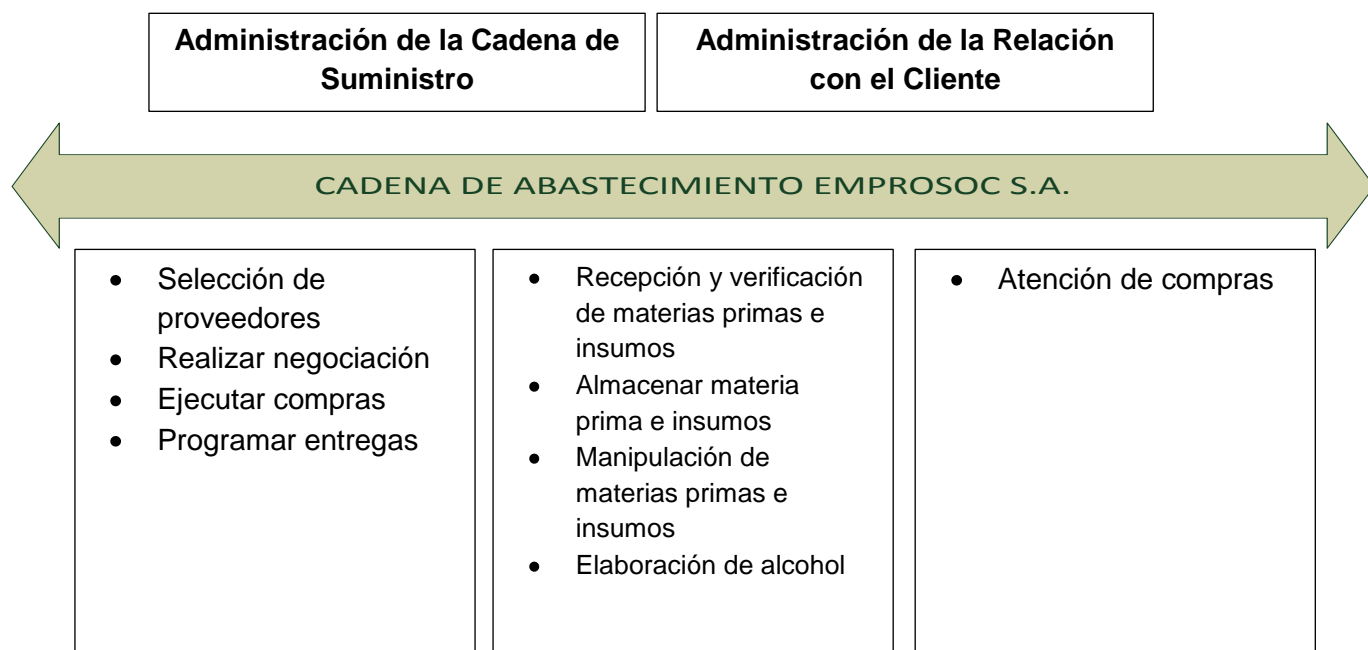 Administración de la Cadena de
Suministro
Administración de la Relación
con el Cliente
CADENA DE ABASTECIMIENTO EMPROSOC S.A.
• Selección de
proveedores
• Realizar negociación
• Ejecutar compras
• Programar entregas
• Recepción y verificación
de materias primas e
insumos
• Almacenar materia
prima e insumos
• Manipulación de
materias primas e
insumos
• Elaboración de alcohol
• Atención de compras